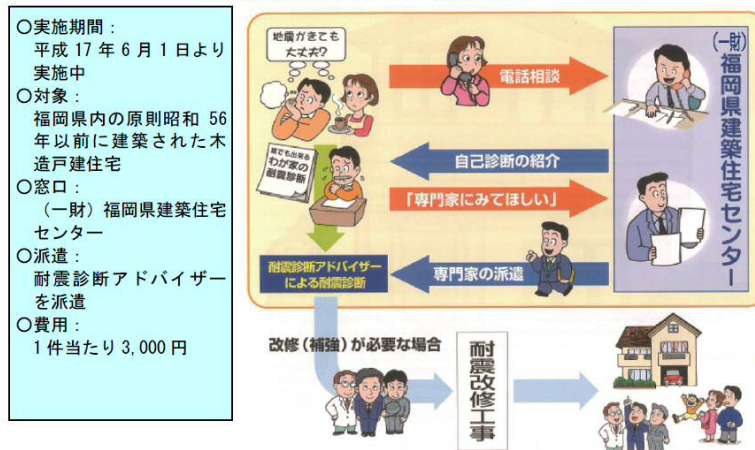 ○実施期間：
平成 17 年 6 月 1 日より
実施中
○対象：
福岡県内の原則昭和 56
年以前に建築された木
造戸建住宅
○窓口：
（一財）福岡県建築住宅
センター
○派遣：
耐震診断アドバイザー
を派遣
○費用：
1 件当たり 3,000 円
地震がきても
大丈夫?
電話相談
(一財)福岡県建築住宅センター
誰でも出来る
わが家の
耐震診断
自己診断の紹介
「専門家にみてほしい」
耐震診断アドバイザー
による耐震診断
専門家の派遣
改修（補強）が必要な場合
耐震改修工事